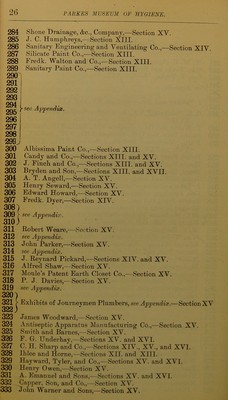 26 PARKES MUSEUM OF HYGIENE.
284 Shone Drainage, &c., Company,—Section XV.
285 J. C. Humphreys,—Section XIII.
286 Sanitary Engineering and Ventilating Co.,—Section XIV.
287 Silicate Paint Co.,—Section XIII.
288 Fredk. Walton and Co.,—Section XIII.
289 Sanitary Paint Co.,—Section XIII.
290
291
292
293
294
295 see Appendix.
296
297
298
299
300 Albissima Paint Co.,—Section XIII.
301 Candy and Co.,—Sections XIII. and XV.
302 J. Finch and Co.,—Sections XIII. and XV.
303 Bryden and Son,—Sections XIII. and XVII.
304 A. T. Angell,—Section XV.
305 Henry Seward,—Section XV.
306 Edward Howard,—Section XV.
307 Fredk. Dyer,—Section XIV.
308
309 see Appendix.
310
311 Robert Weare,—Section XV.
312 see Appendix.
313 John Parker,—Section XV.
314 see Appendix.
315 J. Reynard Pickard,—Sections XIV. and XV.
316 Alfred Shaw,—Section XV.
317 Moule's Patent Earth Closet Co.,—Section XV.
318 P. J. Davies,—Section XV.
319 see Appendix.
320
321 Exhibits of Journeymen Plumbers, see Appendix.—Section XV
322
323 James Woodward,—Section XV.
324 Antiseptic Apparatus Manufacturing Co.,—Section XV.
325 Smith and Barnes,—Section XV.
326 F. G. Underhay,—Sections XV. and XVI.
327 C. H. Sharp and Co.,—Sections XIV., XV., and XVI.
328 Ihlee and Horne,—Sections XIII. and XIV.
329 Hayward, Tyler, and Co.,—Sections XV. and XVI.
330 Henry Owen,—Section XV.
331 A. Emanuel and Sons,—Sections XV. and XVI.
332 Capper, Son, and Co.,—Section XV.
333 John Warner and Sons,—Section XV.